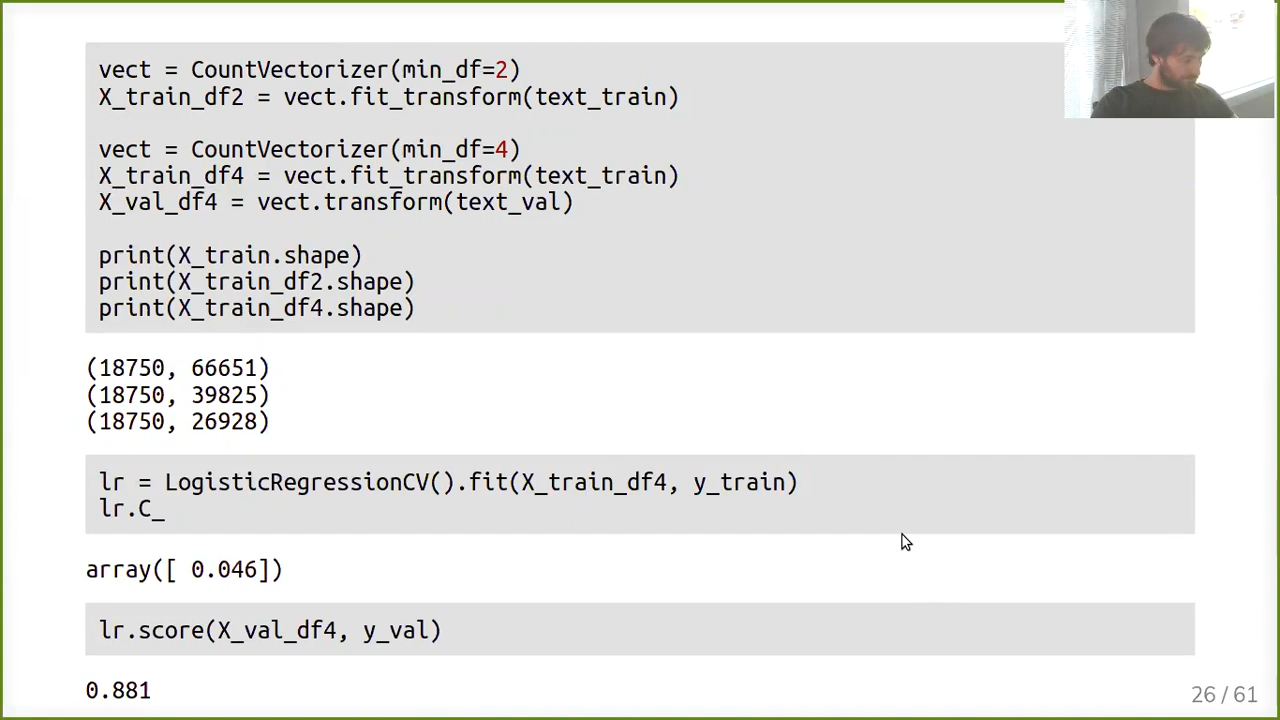 vect = CountVectorizer(min_df=2)
X_train_df2 = vect.fit_transform(text_train)
vect = CountVectorizer(min_df=4)
X_train_df4 = vect.fit_transform(text_train)
X_val_df4 = vect.transform(text_val)
print(X_train.shape)
print(X_train_df2.shape)
print(X_train_df4.shape)
(18750, 66651)
(18750, 39825)
(18750, 26928)
lr = LogisticRegressionCV().fit(X_train_df4, y_train)
lr.C_
array([ 0.046])
lr.score(X_val_df4, y_val)
0.881
26 / 61